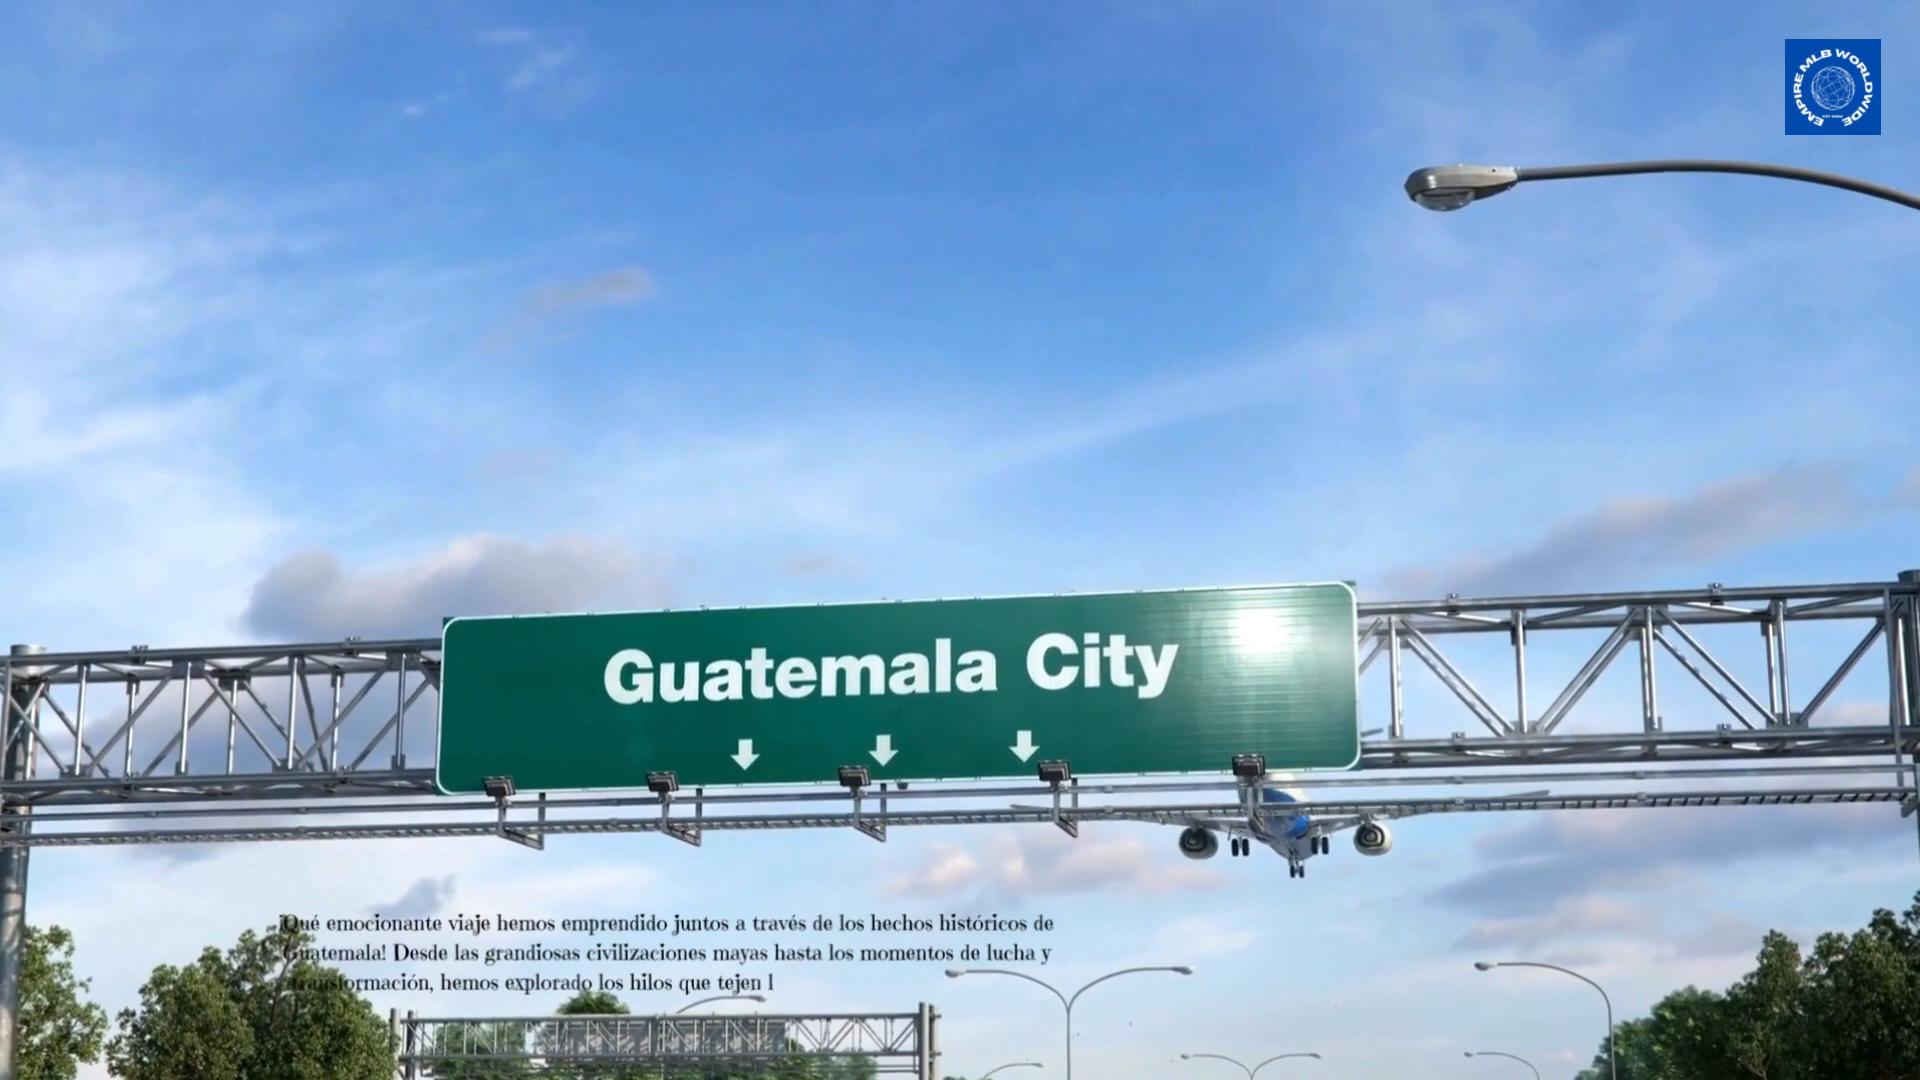 EMPIRE MLB WORLDWIDE
Guatemala City
¡Qué emocionante viaje hemos emprendido juntos a través de los hechos históricos de
Guatemala! Desde las grandiosas civilizaciones mayas hasta los momentos de lucha y
transformación, hemos explorado los hilos que tejen l